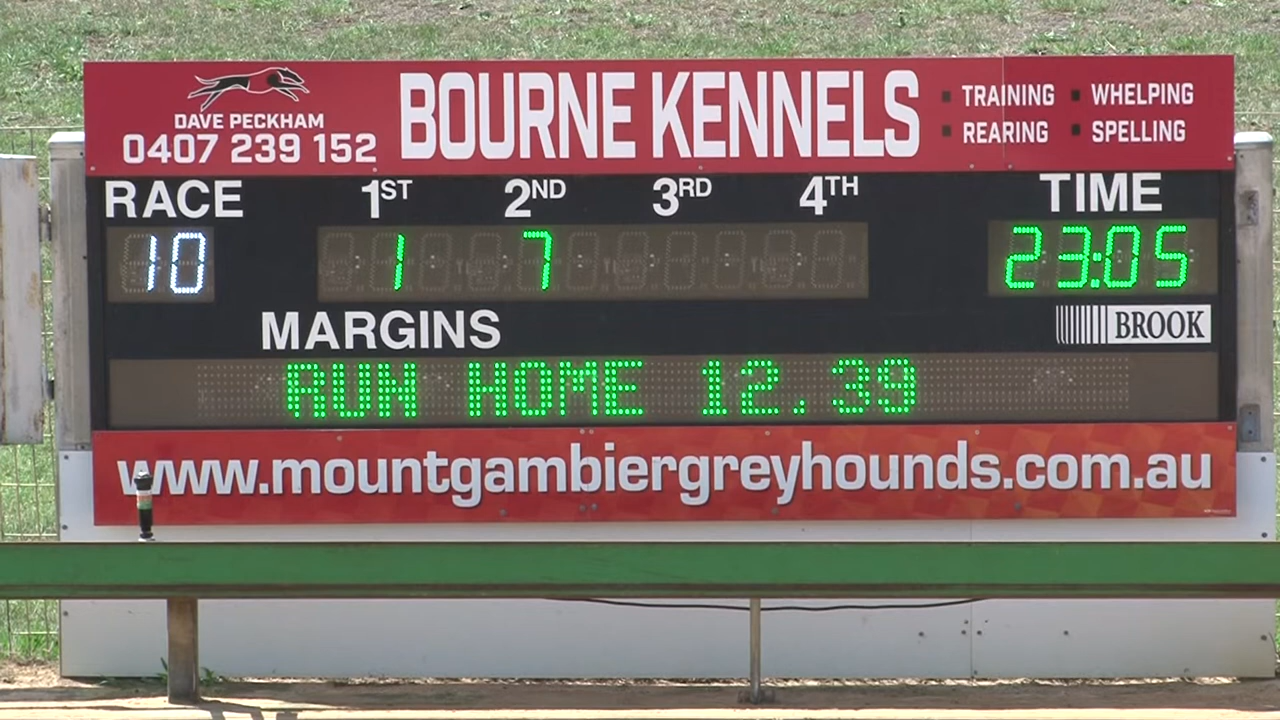 BOURNE KENNELS
DAVE PECKHAM
0407 239 152
TRAINING WHELPING
REARING SPELLING
RACE 1ST 2ND 3RD 4TH TIME
10 1 7 23:05
MARGINS
BROOK
RUN HOME 12.39
www.mountgambiergreyhounds.com.au